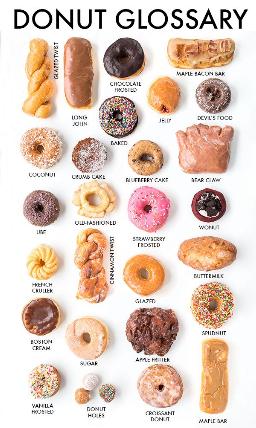 DONUT GLOSSARY
GLAZED TWIST
LONG
JOHN
CHOCOLATE
FROSTED
MAPLE BACON BAR
BAKED
JELLY
DEVIL'S FOOD
COCONUT
CRUMB CAKE
BLUEBERRY CAKE
BEAR CLAW
UBE
OLD-FASHIONED
CINNAMON TWIST
STRAWBERRY
FROSTED
WONUT
FRENCH
CRULLER
GLAZED
BUTTERMILK
BOSTON
CREAM
SUGAR
APPLE FRITTER
SPUDNUT
VANILLA
FROSTED
DONUT
HOLES
CROISSANT
DONUT
MAPLE BAR